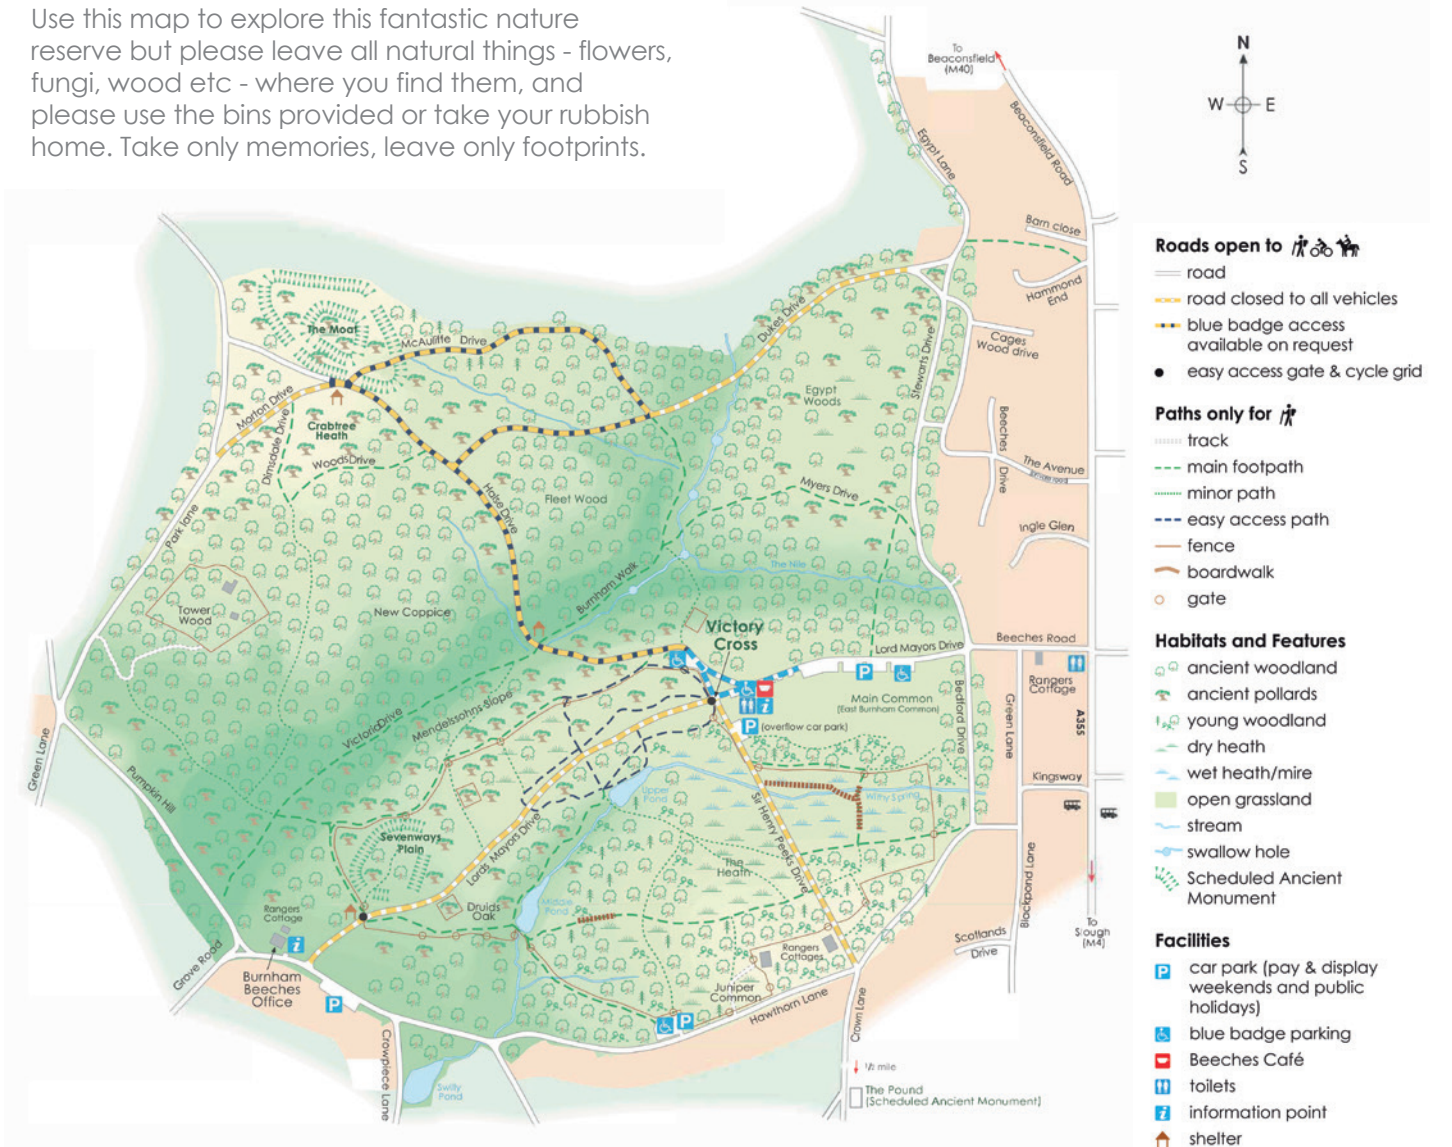 Use this map to explore this fantastic nature
reserve but please leave all natural things - flowers,
fungi, wood etc - where you find them, and
please use the bins provided or take your rubbish
home. Take only memories, leave only footprints.
To
Beaconsfield
(M40)
N
W
E
S
Beaconsfield Road
Egypt Lane
Barn close
Hammond
End
Cages
Wood drive
Stewarts Drive
Dukes Drive
The Moat
McAuliffe Drive
Morton Drive
Crabtree
Heath
Dimsdale Drive
Woods Drive
Egypt
Woods
Beeches Drive
The Avenue
Myers Drive
Halse Drive
Fleet Wood
Park lane
Ingle Glen
The Nile
Burnham Walk
Tower
Wood
New Coppice
Victory
Cross
Beeches Road
Lord Mayors Drive
P
Rangers
Cottage
Main Common
(East Burnham Common)
Bedford Drive
Green Lane
A355
i
P
(overflow car park)
Mendelssohns Slope
Victoria Drive
Green Lane
Pumpkin Hill
Kingsway
Upper
Pond
Withy Spring
Sir Henry Peeks Drive
Sevenways
Plain
Lords Mayors Drive
The
Heath
Blackpond Lane
Rangers
Cottage
Druids
Oak
Middle
Pond
To
Slough
(M4)
Scotlands
Drive
Grove Road
i
Burnham
Beeches
Office
P
Rangers
Cottages
Juniper
Common
P
Hawthorn Lane
Crown Lane
Crowpiece Lane
Swilly
Pond
1/2 mile
The Pound
(Scheduled Ancient Monument)
Roads open to
road
road closed to all vehicles
blue badge access
available on request
easy access gate & cycle grid
Paths only for
track
main footpath
minor path
easy access path
fence
boardwalk
gate
Habitats and Features
ancient woodland
ancient pollards
young woodland
dry heath
wet heath/mire
open grassland
stream
swallow hole
Scheduled Ancient
Monument
Facilities
P
car park (pay & display
weekends and public
holidays)
blue badge parking
Beeches Café
toilets
i
information point
shelter